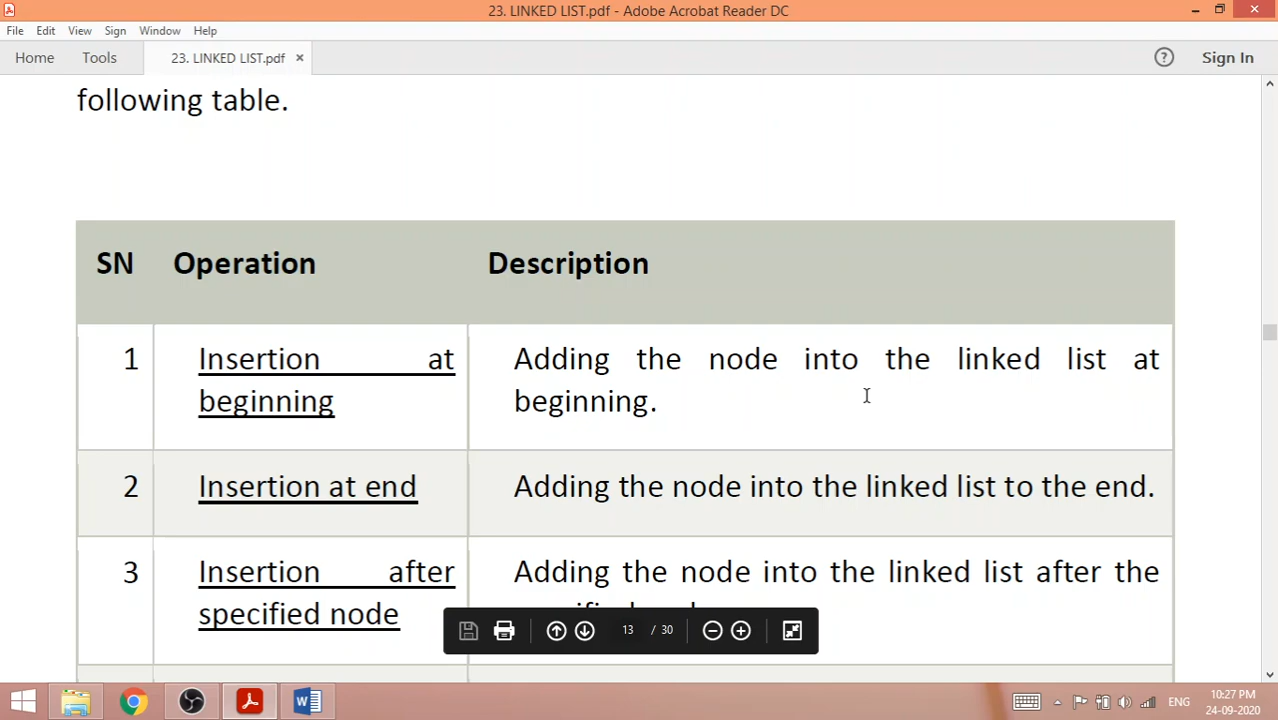 23. LINKED LIST.pdf - Adobe Acrobat Reader DC
File Edit View Sign Window Help
Home Tools 23. LINKED LIST.pdf × Sign In
following table.
SN Operation Description
1 Insertion at beginning Adding the node into the linked list at
beginning.
2 Insertion at end Adding the node into the linked list to the end.
3 Insertion after Adding the node into the linked list after the
specified node
13 / 30
ENG 10:27 PM
24-09-2020